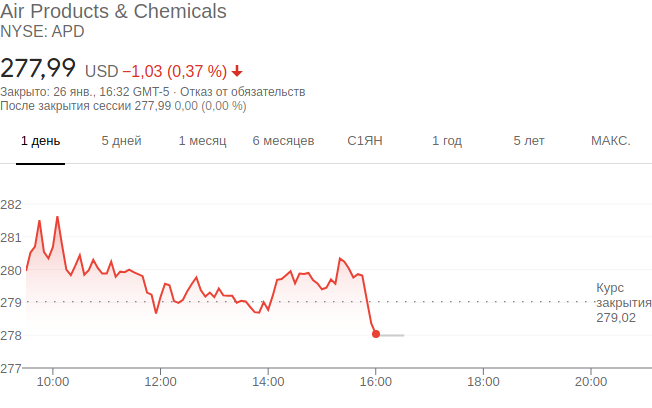 Air Products & Chemicals
NYSE: APD
277,99 USD −1,03 (0,37 %)
Закрыто: 26 янв., 16:32 GMT-5 · Отказ от обязательств
После закрытия сессии 277,99 0,00 (0,00 %)
1 день 5 дней 1 месяц 6 месяцев С1ЯН 1 год 5 лет МАКС.
282
281
280
279
278
277
Курс
закрытия
279,02
10:00 12:00 14:00 16:00 18:00 20:00